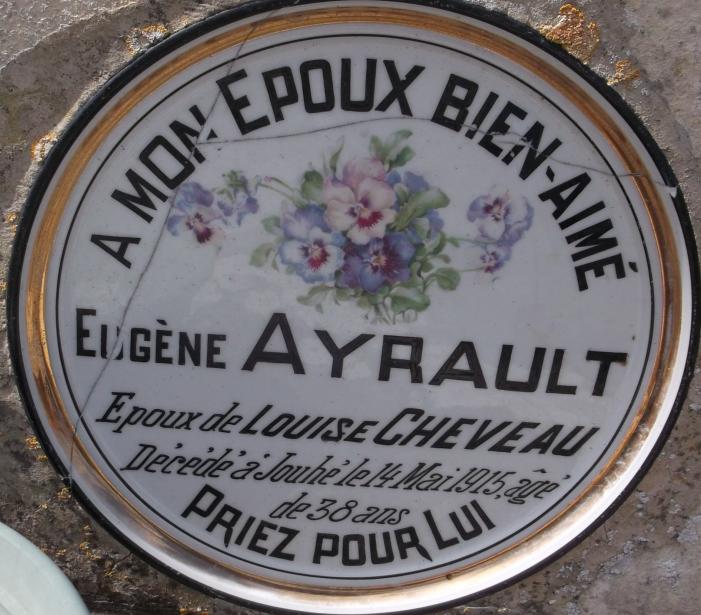 A MON EPOUX BIEN-AIMÉ
EUGÈNE AYRAULT
Epoux de LOUISE CHEVEAU
Décédé à Jouhé le 14 Mai 1915, âgé
de 38 ans
PRIEZ POUR LUI